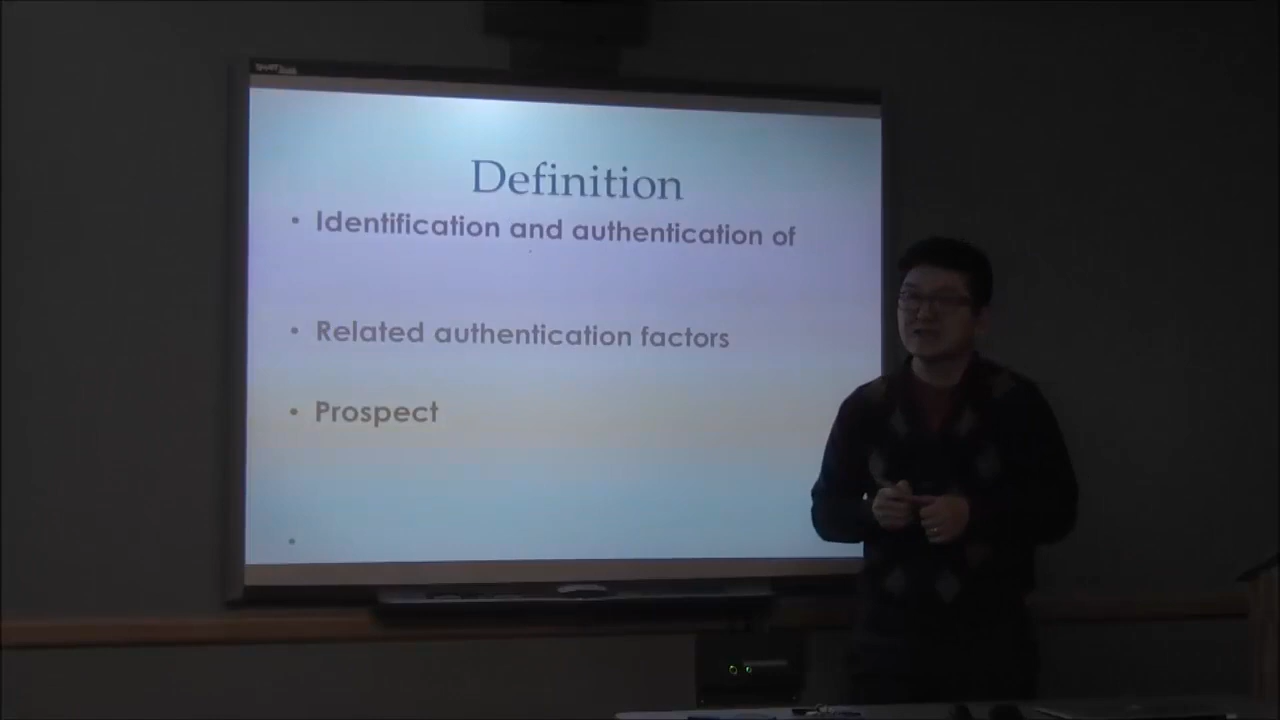 Definition
• Identification and authentication of
• Related authentication factors
• Prospect
•